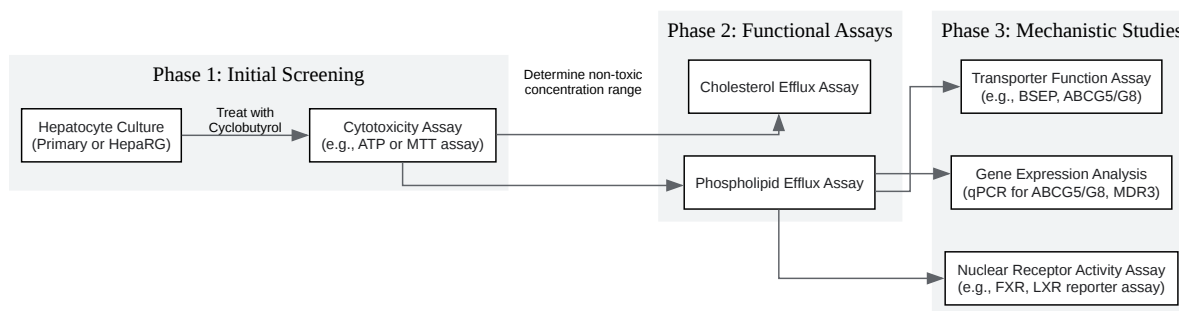 Phase 1: Initial Screening
Hepatocyte Culture
(Primary or HepaRG)
Treat with
Cyclobutyrol
Cytotoxicity Assay
(e.g., ATP or MTT assay)
Determine non-toxic
concentration range
Phase 2: Functional Assays
Cholesterol Efflux Assay
Phospholipid Efflux Assay
Phase 3: Mechanistic Studies
Transporter Function Assay
(e.g., BSEP, ABCG5/G8)
Gene Expression Analysis
(qPCR for ABCG5/G8, MDR3)
Nuclear Receptor Activity Assay
(e.g., FXR, LXR reporter assay)